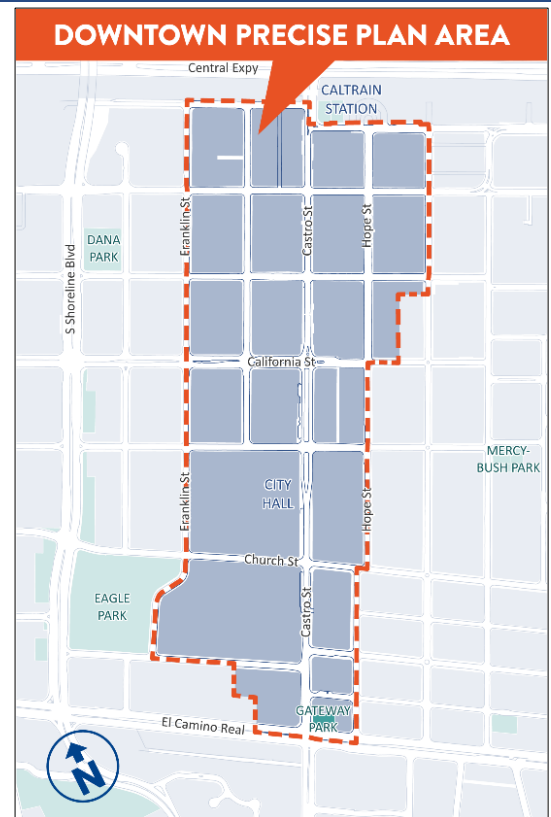 DOWNTOWN PRECISE PLAN AREA
Central Expy
CALTRAIN
STATION
Franklin St
Castro St
Hope St
DANA
PARK
S Shoreline Blvd
California St
MERCY-
BUSH PARK
CITY
HALL
Franklin St
Hope St
Church St
EAGLE
PARK
Castro St
GATEWAY
PARK
El Camino Real
N